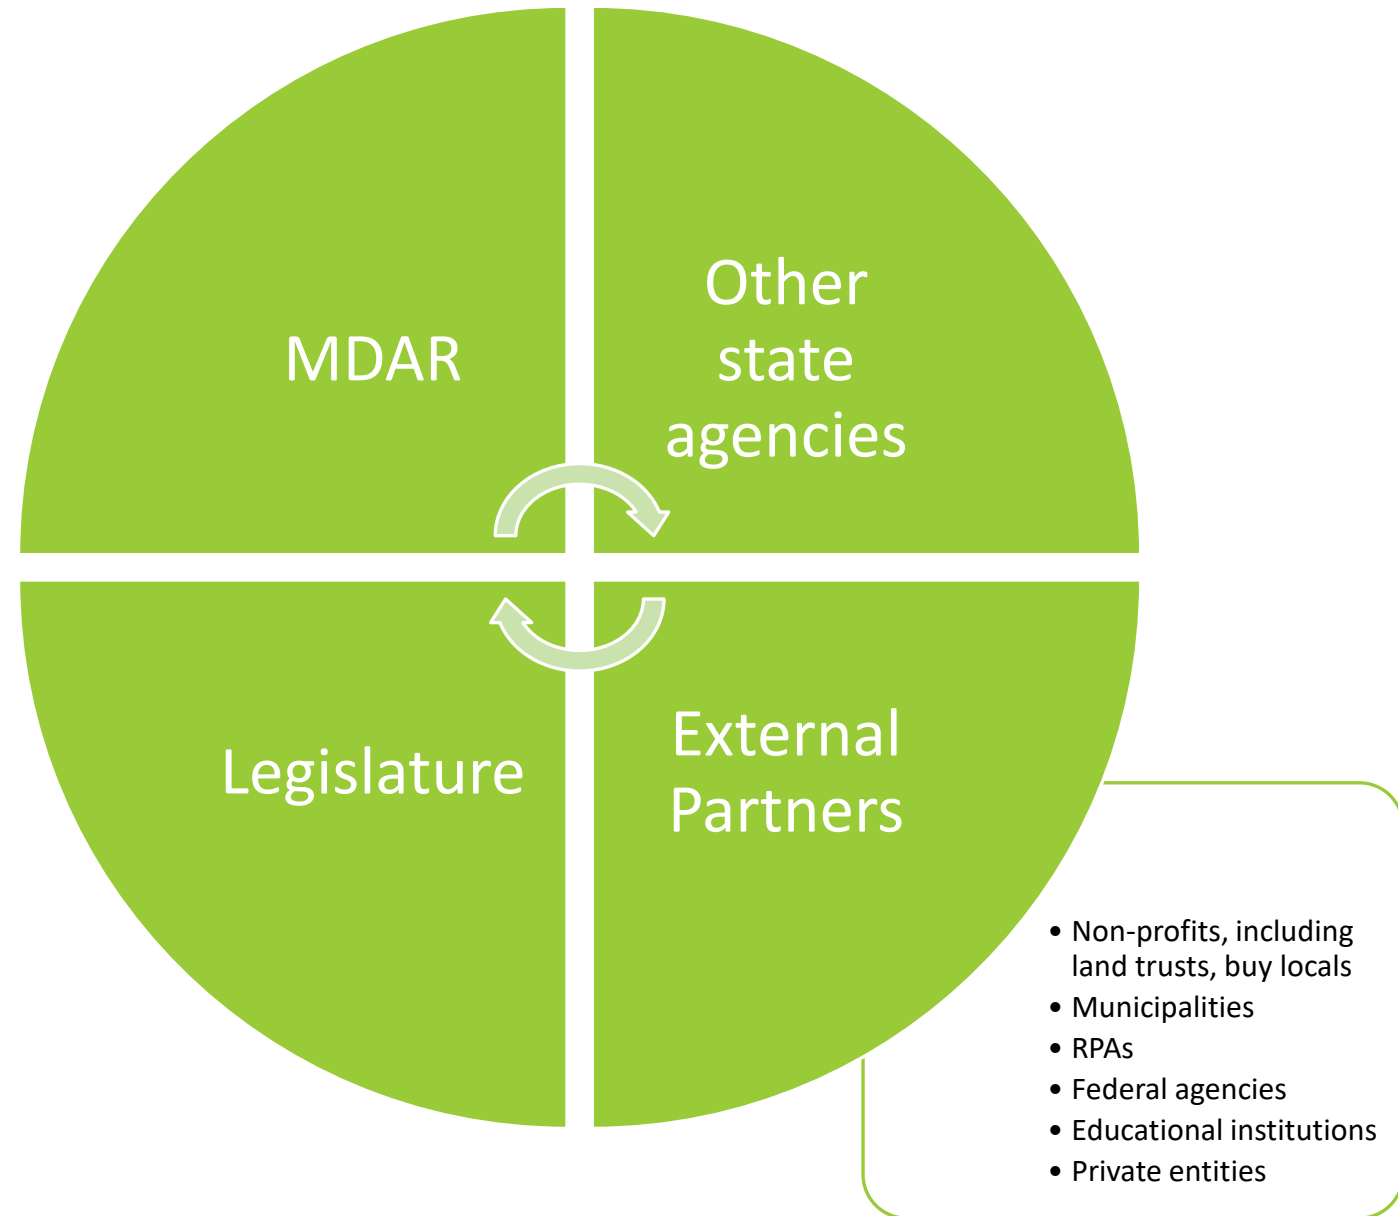 MDAR
Other
state
agencies
Legislature
External
Partners
• Non-profits, including
land trusts, buy locals
• Municipalities
• RPAs
• Federal agencies
• Educational institutions
• Private entities